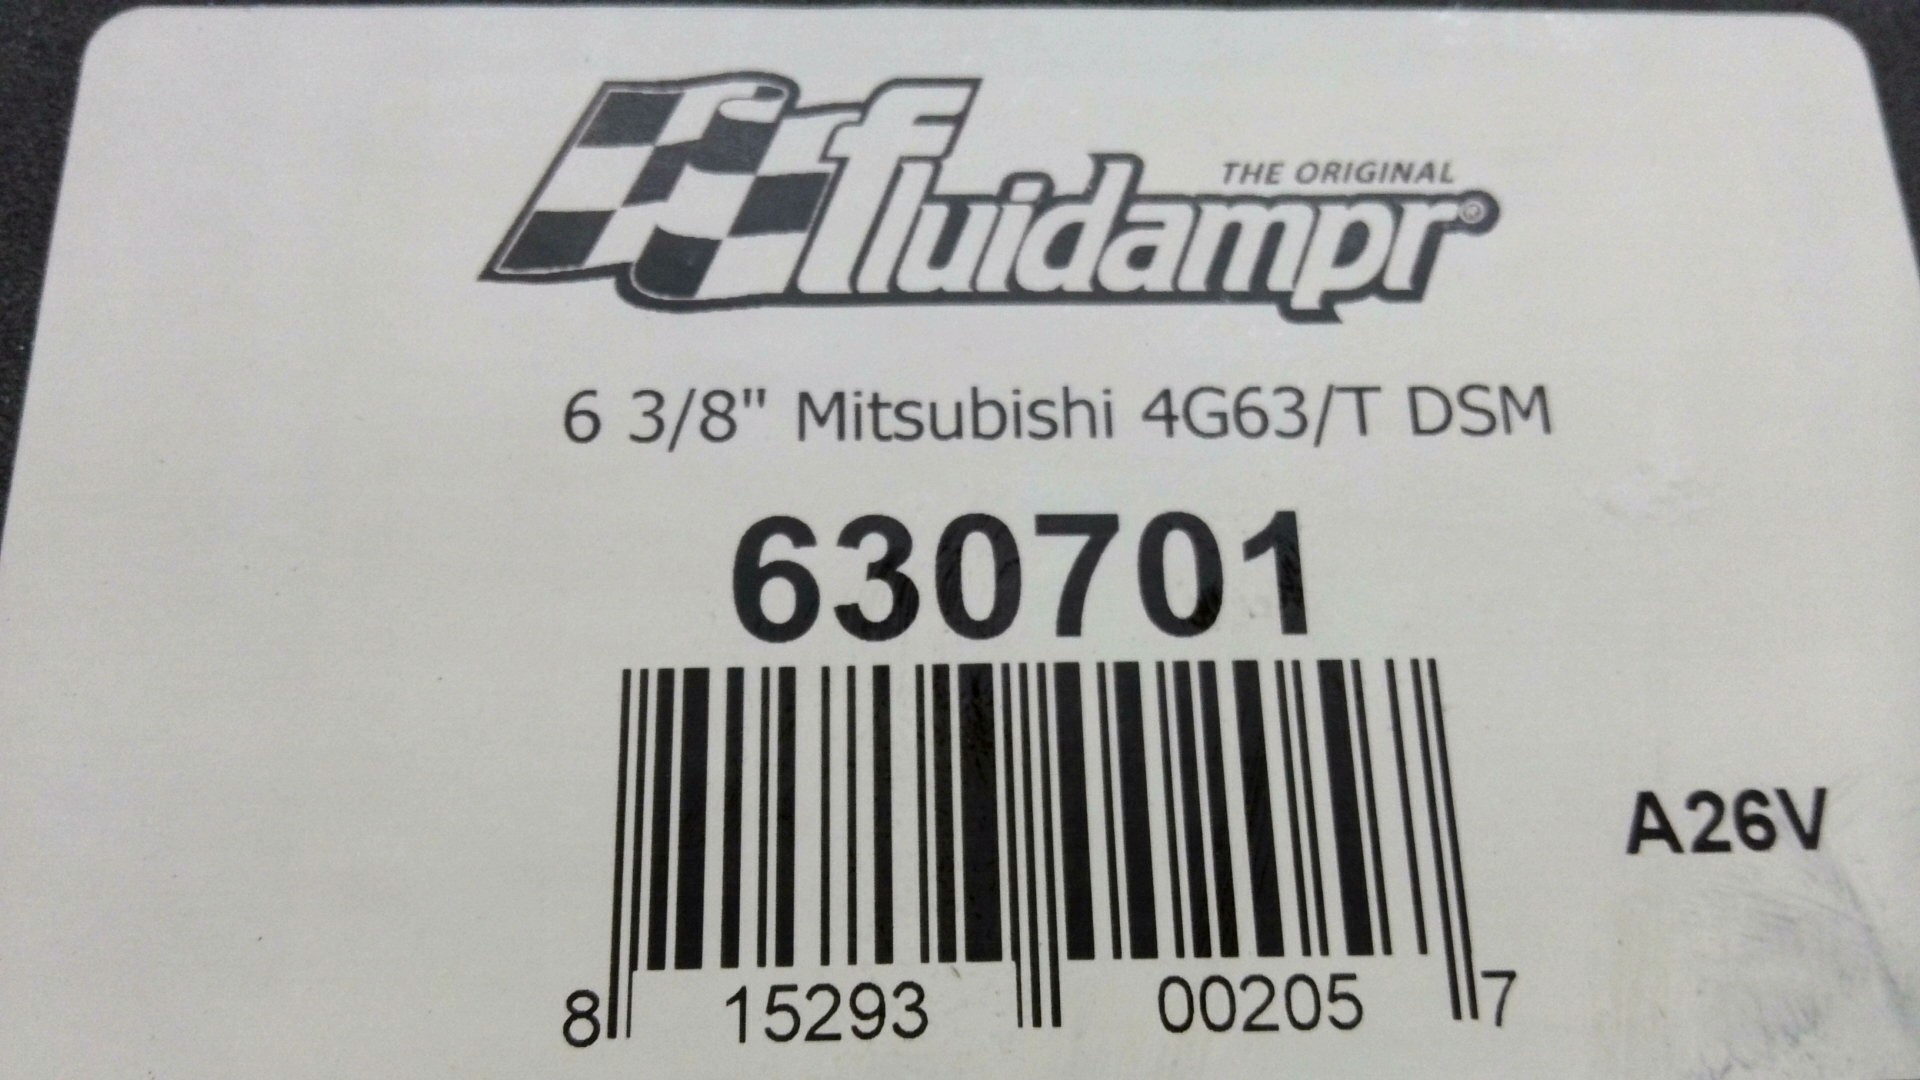 THE ORIGINAL
fluidampr®
6 3/8" Mitsubishi 4G63/T DSM
630701
A26V
8 15293 00205 7